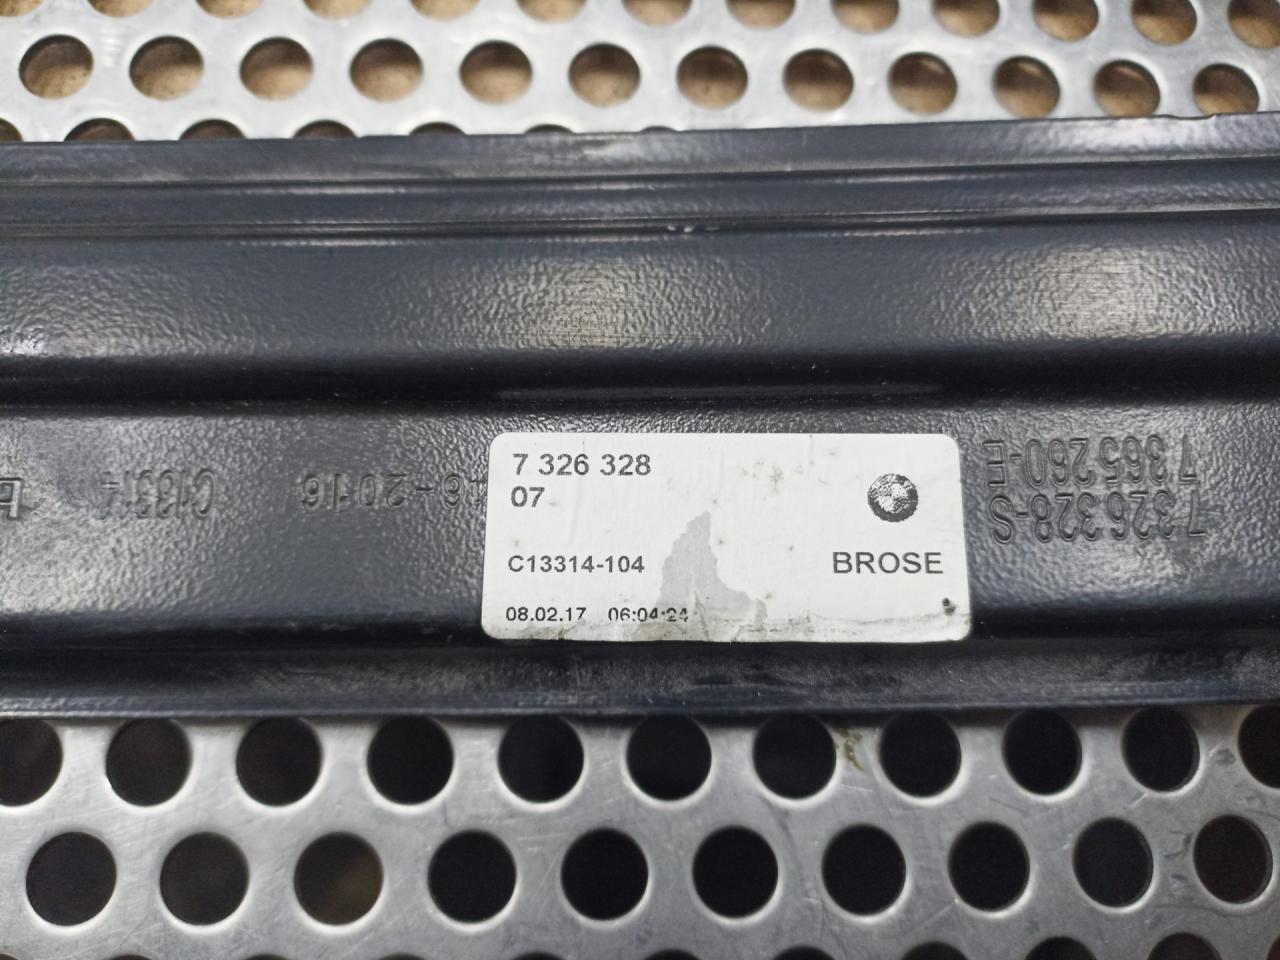 7 326 328
07
C13314-104
BROSE
08.02.17 06:04:24
7 326 328-S
7 365 260-E
46-2016
C13314